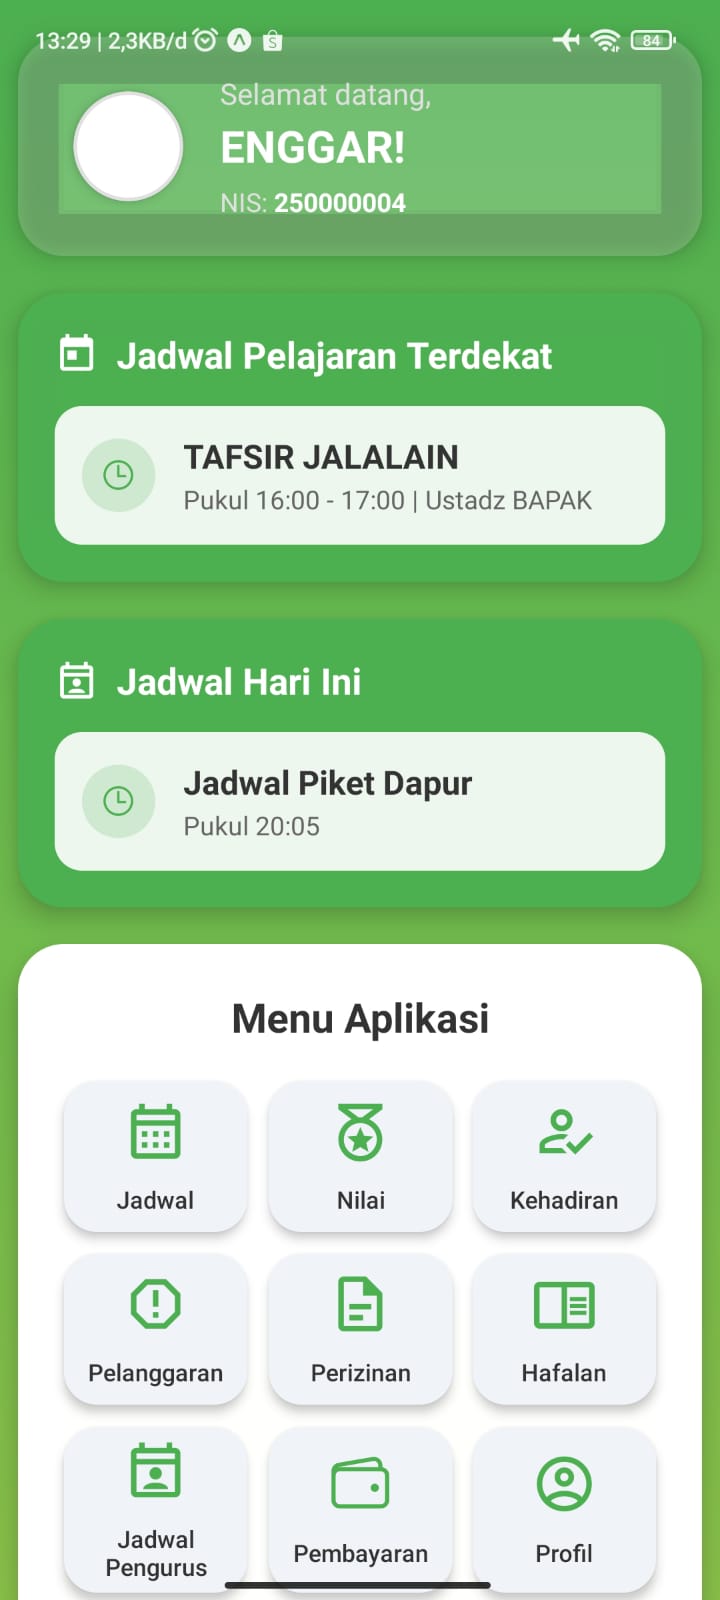 13:29 | 2,3KB/d
84
Selamat datang,
ENGGAR!
NIS: 250000004
Jadwal Pelajaran Terdekat
TAFSIR JALALAIN
Pukul 16:00 - 17:00 | Ustadz BAPAK
Jadwal Hari Ini
Jadwal Piket Dapur
Pukul 20:05
Menu Aplikasi
Jadwal
Nilai
Kehadiran
Pelanggaran
Perizinan
Hafalan
Jadwal
Pengurus
Pembayaran
Profil